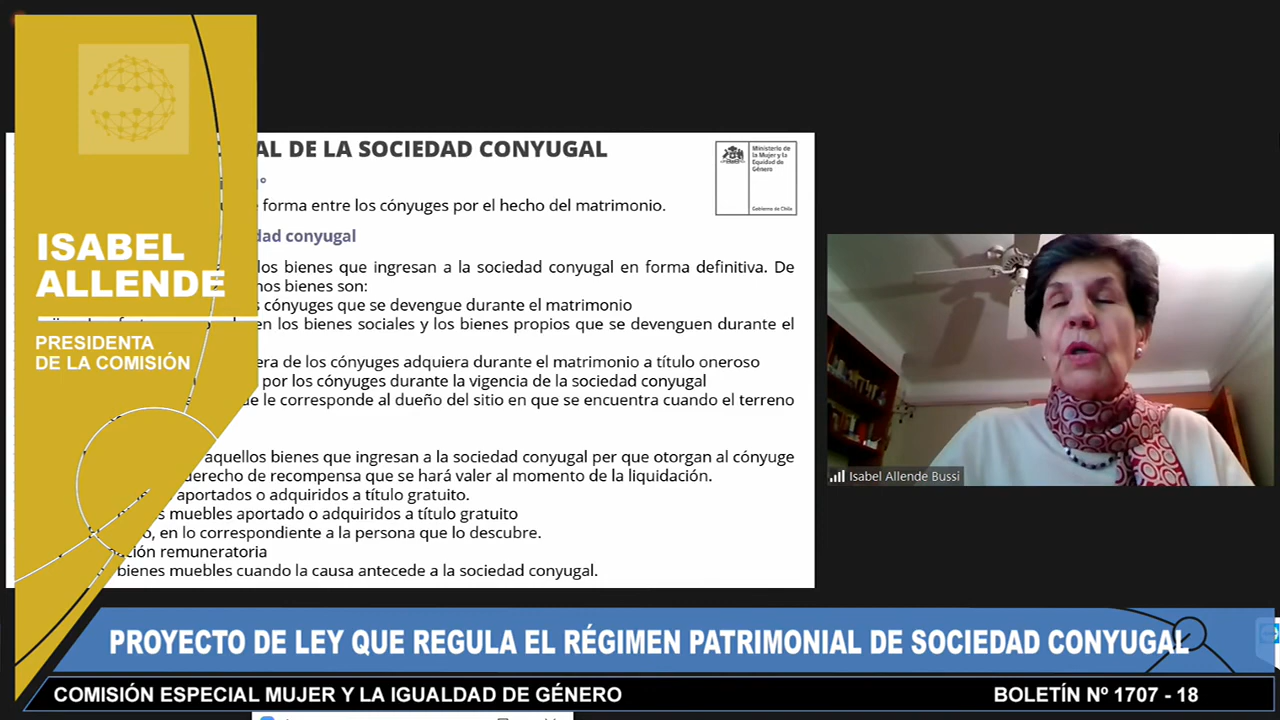 AL DE LA SOCIEDAD CONYUGAL
Ministerio de
la Mujer y la
Equidad de
Género
Gobierno de Chile
forma entre los cónyuges por el hecho del matrimonio.
dad conyugal
los bienes que ingresan a la sociedad conyugal en forma definitiva. De
nos bienes son:
cónyuges que se devengue durante el matrimonio
en los bienes sociales y los bienes propios que se devenguen durante el
era de los cónyuges adquiera durante el matrimonio a título oneroso
por los cónyuges durante la vigencia de la sociedad conyugal
le corresponde al dueño del sitio en que se encuentra cuando el terreno
aquellos bienes que ingresan a la sociedad conyugal per que otorgan al cónyuge
derecho de recompensa que se hará valer al momento de la liquidación.
aportados o adquiridos a título gratuito.
muebles aportado o adquiridos a título gratuito
en lo correspondiente a la persona que lo descubre.
ción remuneratoria
bienes muebles cuando la causa antecede a la sociedad conyugal.
ISABEL
ALLENDE
PRESIDENTA
DE LA COMISIÓN
Isabel Allende Bussi
PROYECTO DE LEY QUE REGULA EL RÉGIMEN PATRIMONIAL DE SOCIEDAD CONYUGAL
COMISIÓN ESPECIAL MUJER Y LA IGUALDAD DE GÉNERO
BOLETÍN Nº 1707 - 18